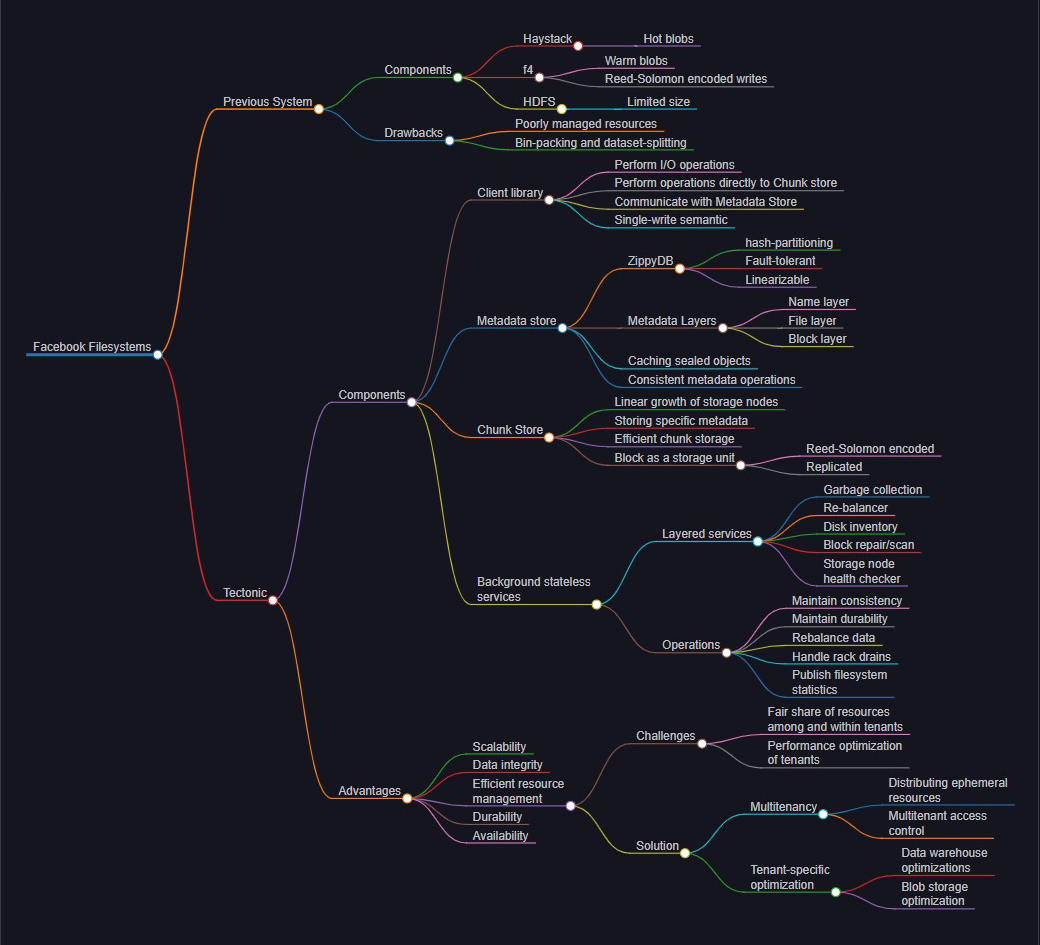 Facebook Filesystems
Previous System
Components
Haystack
Hot blobs
f4
Warm blobs
Reed-Solomon encoded writes
HDFS
Limited size
Drawbacks
Poorly managed resources
Bin-packing and dataset-splitting
Tectonic
Components
Client library
Perform I/O operations
Perform operations directly to Chunk store
Communicate with Metadata Store
Single-write semantic
Metadata store
ZippyDB
hash-partitioning
Fault-tolerant
Linearizable
Metadata Layers
Name layer
File layer
Block layer
Caching sealed objects
Consistent metadata operations
Chunk Store
Linear growth of storage nodes
Storing specific metadata
Efficient chunk storage
Block as a storage unit
Reed-Solomon encoded
Replicated
Background stateless
services
Layered services
Garbage collection
Re-balancer
Disk inventory
Block repair/scan
Storage node
health checker
Operations
Maintain consistency
Maintain durability
Rebalance data
Handle rack drains
Publish filesystem
statistics
Advantages
Scalability
Data integrity
Efficient resource
management
Challenges
Fair share of resources
among and within tenants
Performance optimization
of tenants
Solution
Multitenancy
Distributing ephemeral
resources
Multitenant access
control
Tenant-specific
optimization
Data warehouse
optimizations
Blob storage
optimization
Durability
Availability